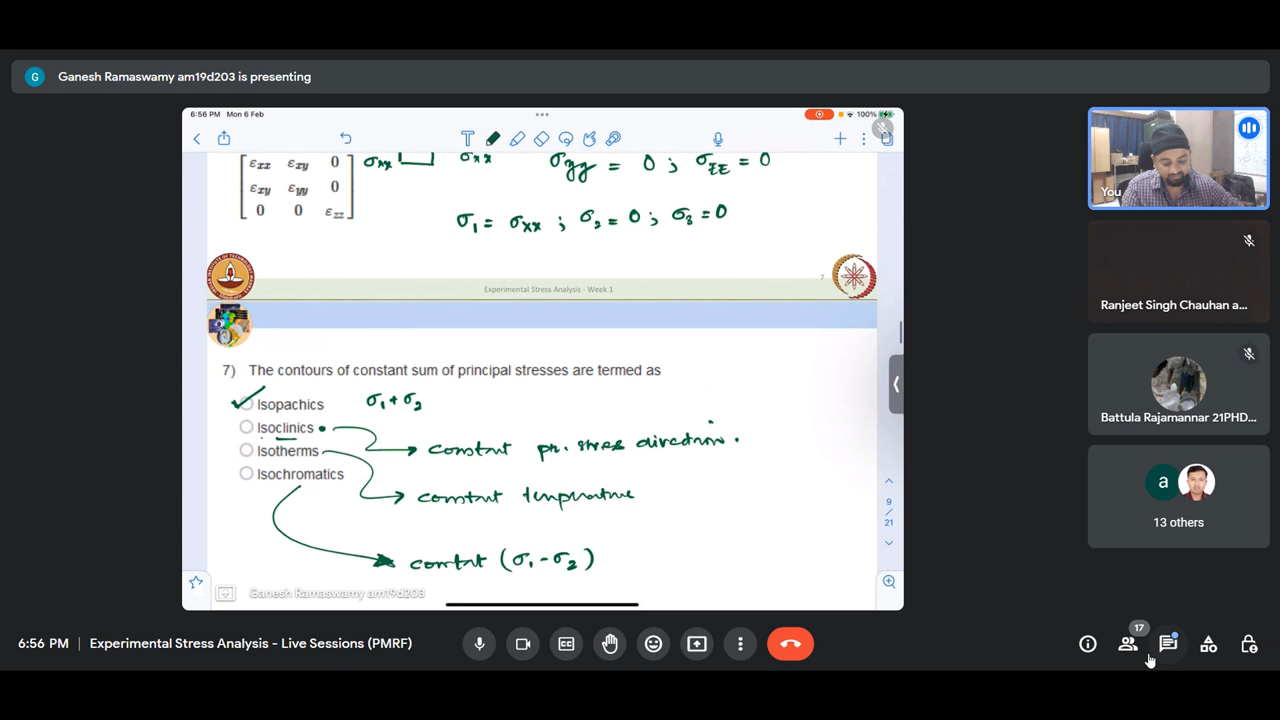 Ganesh Ramaswamy am19d203 is presenting
G
6:56 PM Mon 6 Feb
100%
T
εxx εxy 0
εxy εyy 0
0 0 εzz
σxx
σxx
σyy = 0 ; σzz = 0
σ1 = σxx ; σ2 = 0 ; σ3 = 0
7
Experimental Stress Analysis - Week 1
7) The contours of constant sum of principal stresses are termed as
Isopachics σ1 + σ2
Isoclinics
constant pr. stress direction.
Isotherms
Isochromatics
constant temperature
contat (σ1 - σ2)
9
/
21
Ganesh Ramaswamy am19d203
You
Ranjeet Singh Chauhan a...
Battula Rajamannar 21PHD...
a
13 others
6:56 PM | Experimental Stress Analysis - Live Sessions (PMRF)
CC
17